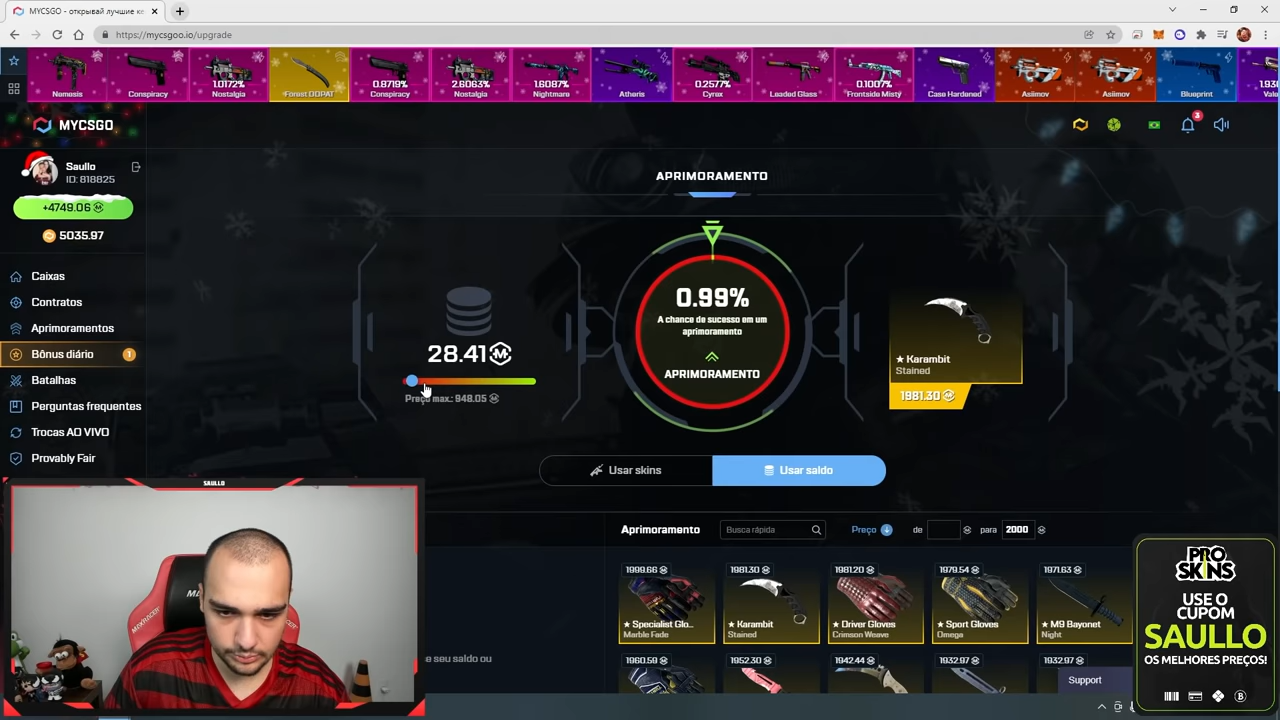 MYCSGO - открывай лучшие ке
https://mycsgoo.io/upgrade
Nemesis
Conspiracy
1.0172%
Nostalgia
Forest DDPAT
0.8719%
Conspiracy
2.6063%
Nostalgia
1.6087%
Nightmare
Atheris
0.2577%
Cyrex
Leaded Glass
0.1007%
Frontside Misty
Case Hardened
Asiimov
Asiimov
Blueprint
MYCSGO
3
Saullo
ID: 818825
+4749.06
5035.97
Caixas
Contratos
Aprimoramentos
Bônus diário 1
Batalhas
Perguntas frequentes
Trocas AO VIVO
Provably Fair
APRIMORAMENTO
28.41
Preço max.: 948.05
0.99%
A chance de sucesso em um
aprimoramento
APRIMORAMENTO
★ Karambit
Stained
1981.30
Usar skins
Usar saldo
Aprimoramento
Busca rápida
Preço
de
para 2000
1999.66
★ Specialist Glo...
Marble Fade
1981.30
★ Karambit
Stained
1981.20
★ Driver Gloves
Crimson Weave
1979.54
★ Sport Gloves
Omega
1971.63
★ M9 Bayonet
Night
e seu saldo ou
1960.59
1952.30
1942.44
1932.97
1932.97
Support
SAULLO
PRO
SKINS
USE O
CUPOM
SAULLO
OS MELHORES PREÇOS!